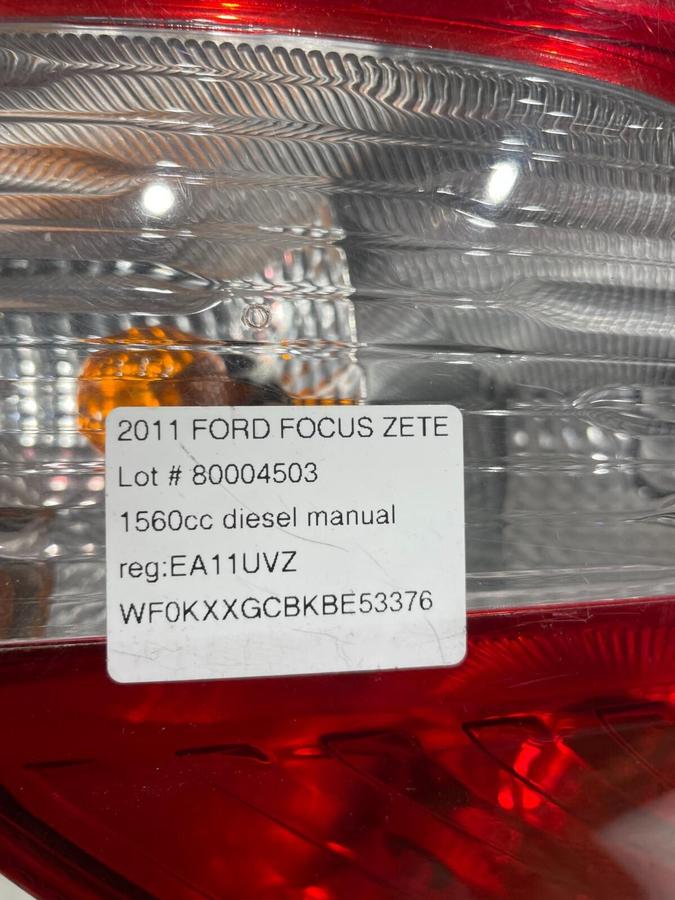 2011 FORD FOCUS ZETE
Lot # 80004503
1560cc diesel manual
reg:EA11UVZ
WF0KXXGCBKBE53376